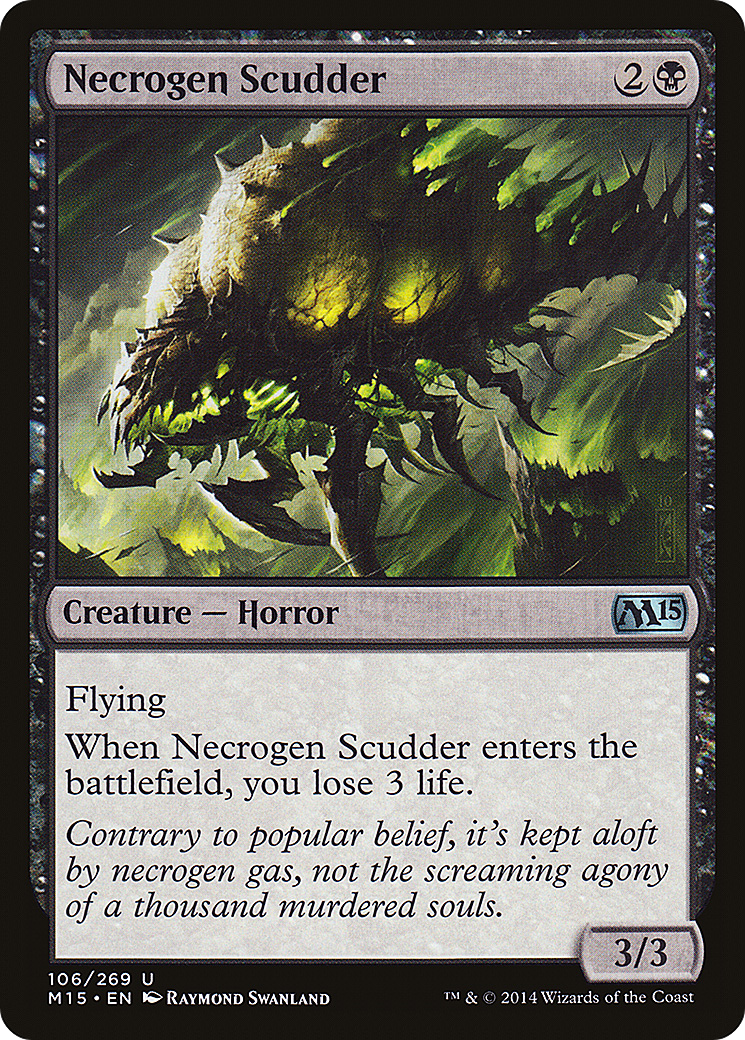 Necrogen Scudder 2
Creature — Horror M15
Flying
When Necrogen Scudder enters the
battlefield, you lose 3 life.
Contrary to popular belief, it's kept aloft
by necrogen gas, not the screaming agony
of a thousand murdered souls.
3/3
106/269 U
M15 • EN RAYMOND SWANLAND ™ & © 2014 Wizards of the Coast